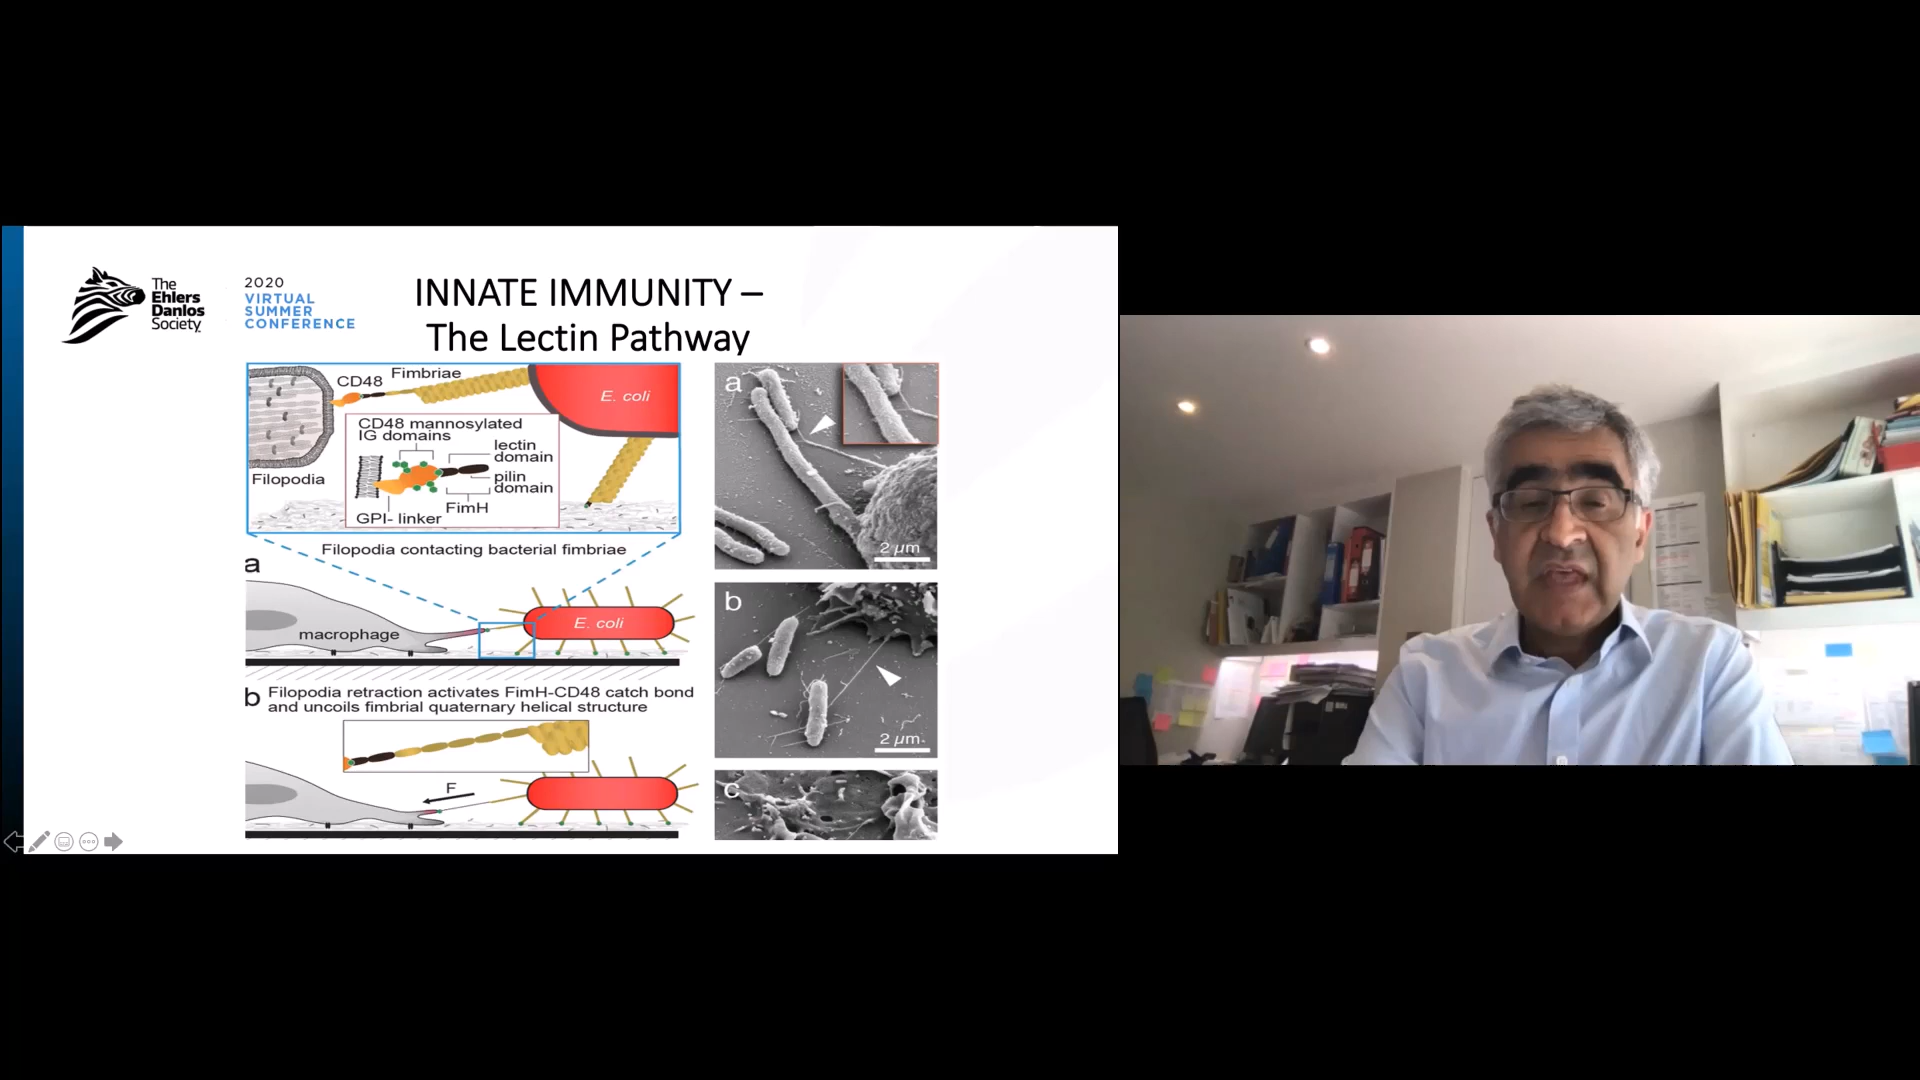 The
Ehlers
Danlos
Society
2020
VIRTUAL
SUMMER
CONFERENCE
INNATE IMMUNITY –
The Lectin Pathway
CD48
Fimbriae
E. coli
CD48 mannosylated
IG domains
lectin
domain
pilin
domain
FimH
GPI- linker
Filopodia
Filopodia contacting bacterial fimbriae
a
macrophage
E. coli
b
Filopodia retraction activates FimH-CD48 catch bond
and uncoils fimbrial quaternary helical structure
F
a
2 µm
b
2 µm
c